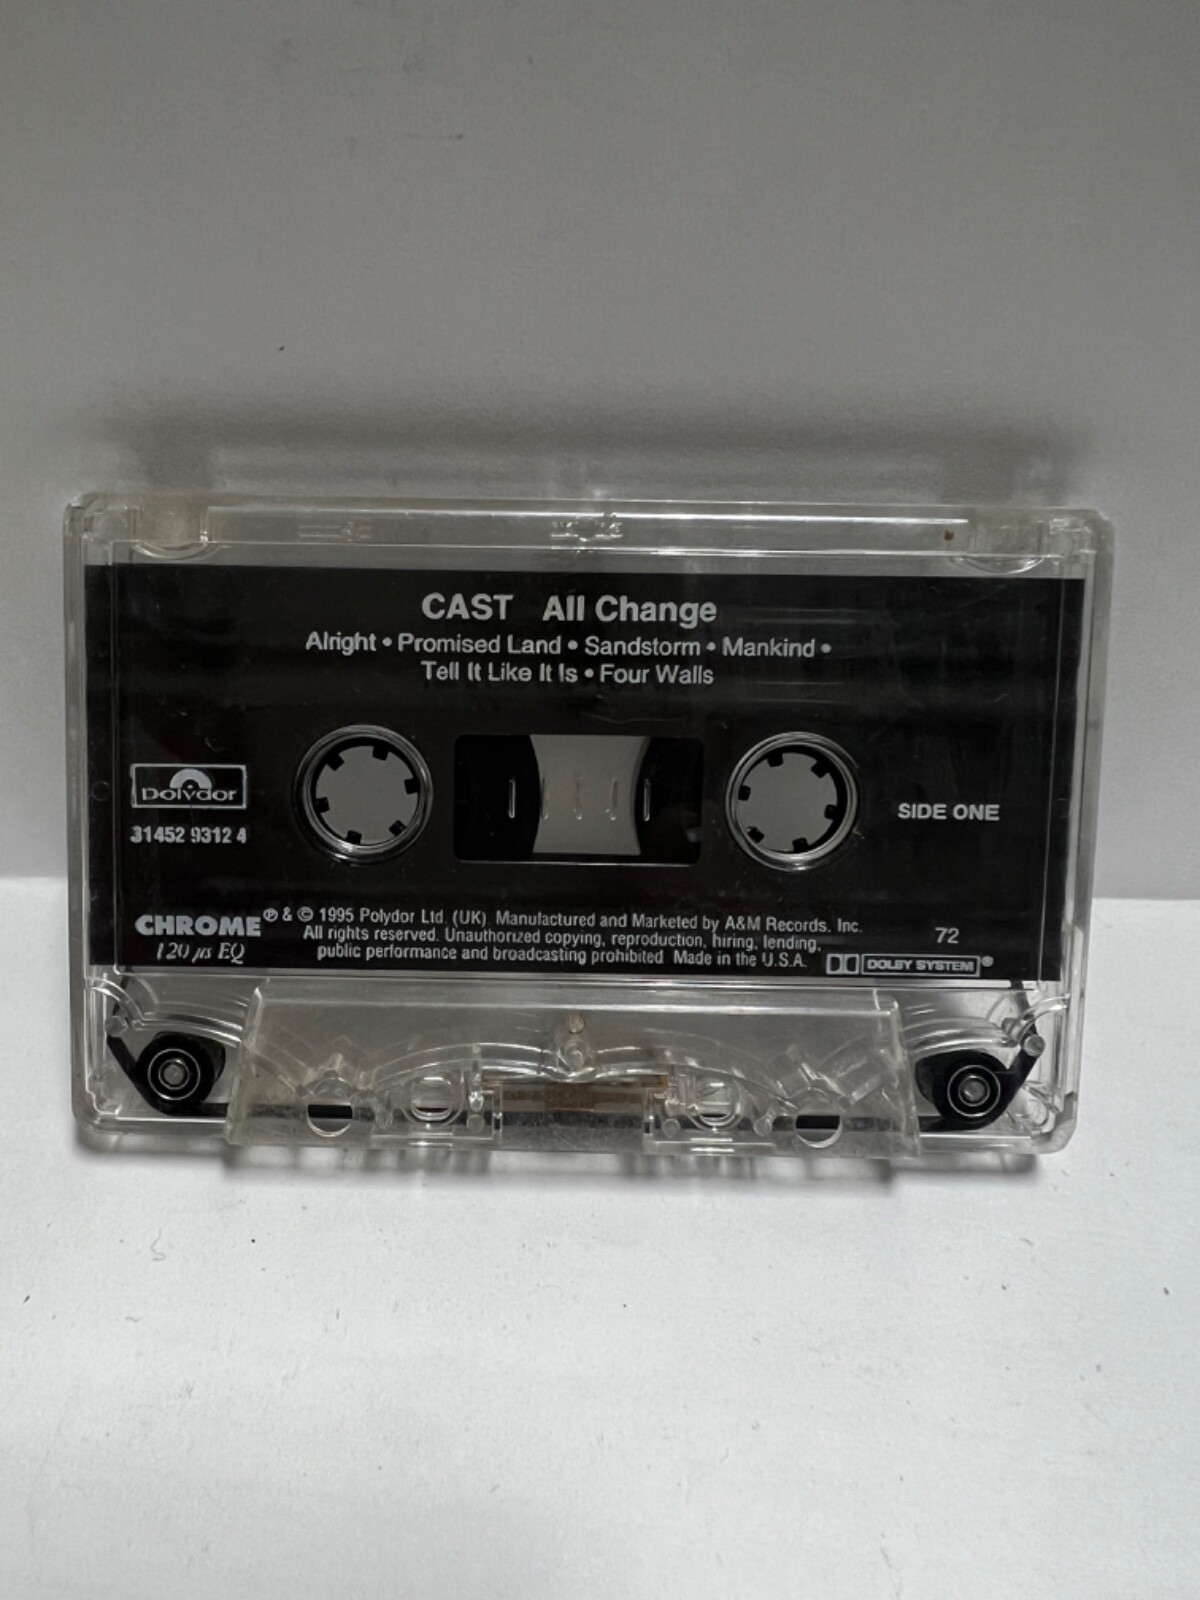 CAST All Change
Alright • Promised Land • Sandstorm • Mankind •
Tell It Like It Is • Four Walls
Polydor
31452 9312 4
SIDE ONE
CHROME
120 µs EQ
℗ & © 1995 Polydor Ltd. (UK) Manufactured and Marketed by A&M Records, Inc.
All rights reserved. Unauthorized copying, reproduction, hiring, lending,
public performance and broadcasting prohibited Made in the U.S.A.
72
DOLBY SYSTEM®